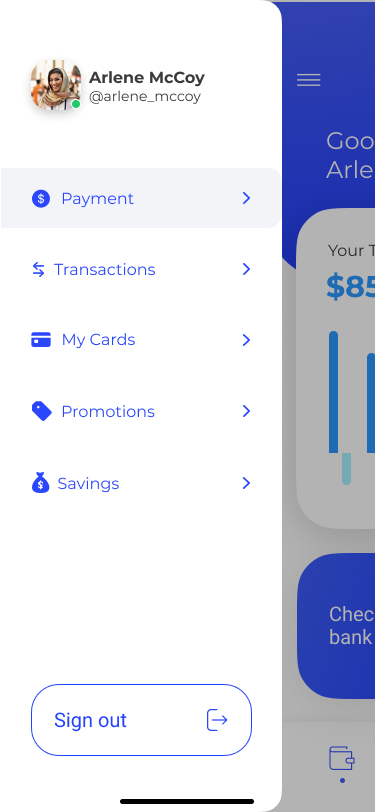 Arlene McCoy
@arlene_mccoy
Payment
Transactions
My Cards
Promotions
Savings
Sign out
Goo
Arle
Your T
$85
Chec
bank